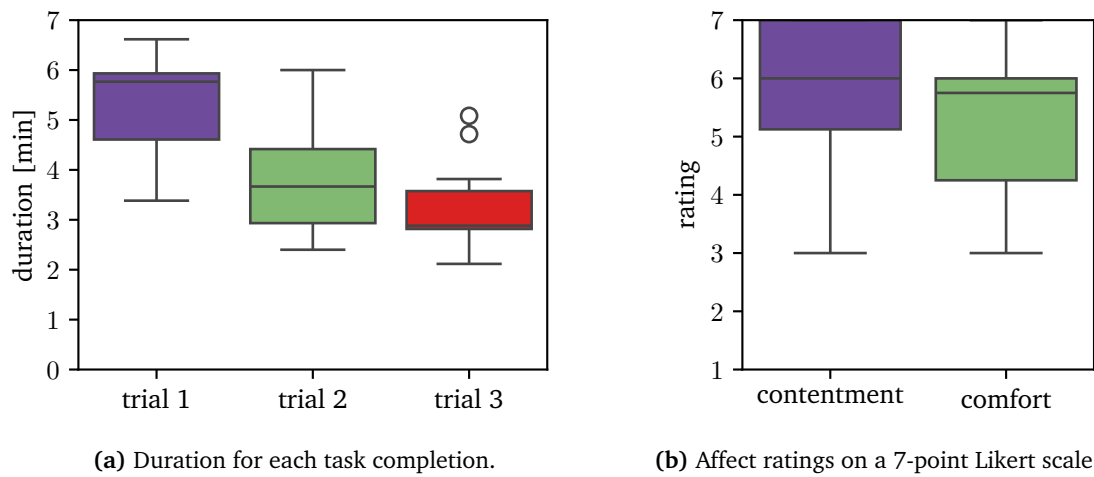 7
6
5
4
3
2
1
0
duration [min]
trial 1
trial 2
trial 3
(a) Duration for each task completion.
7
6
5
4
3
2
1
rating
contentment
comfort
(b) Affect ratings on a 7-point Likert scale